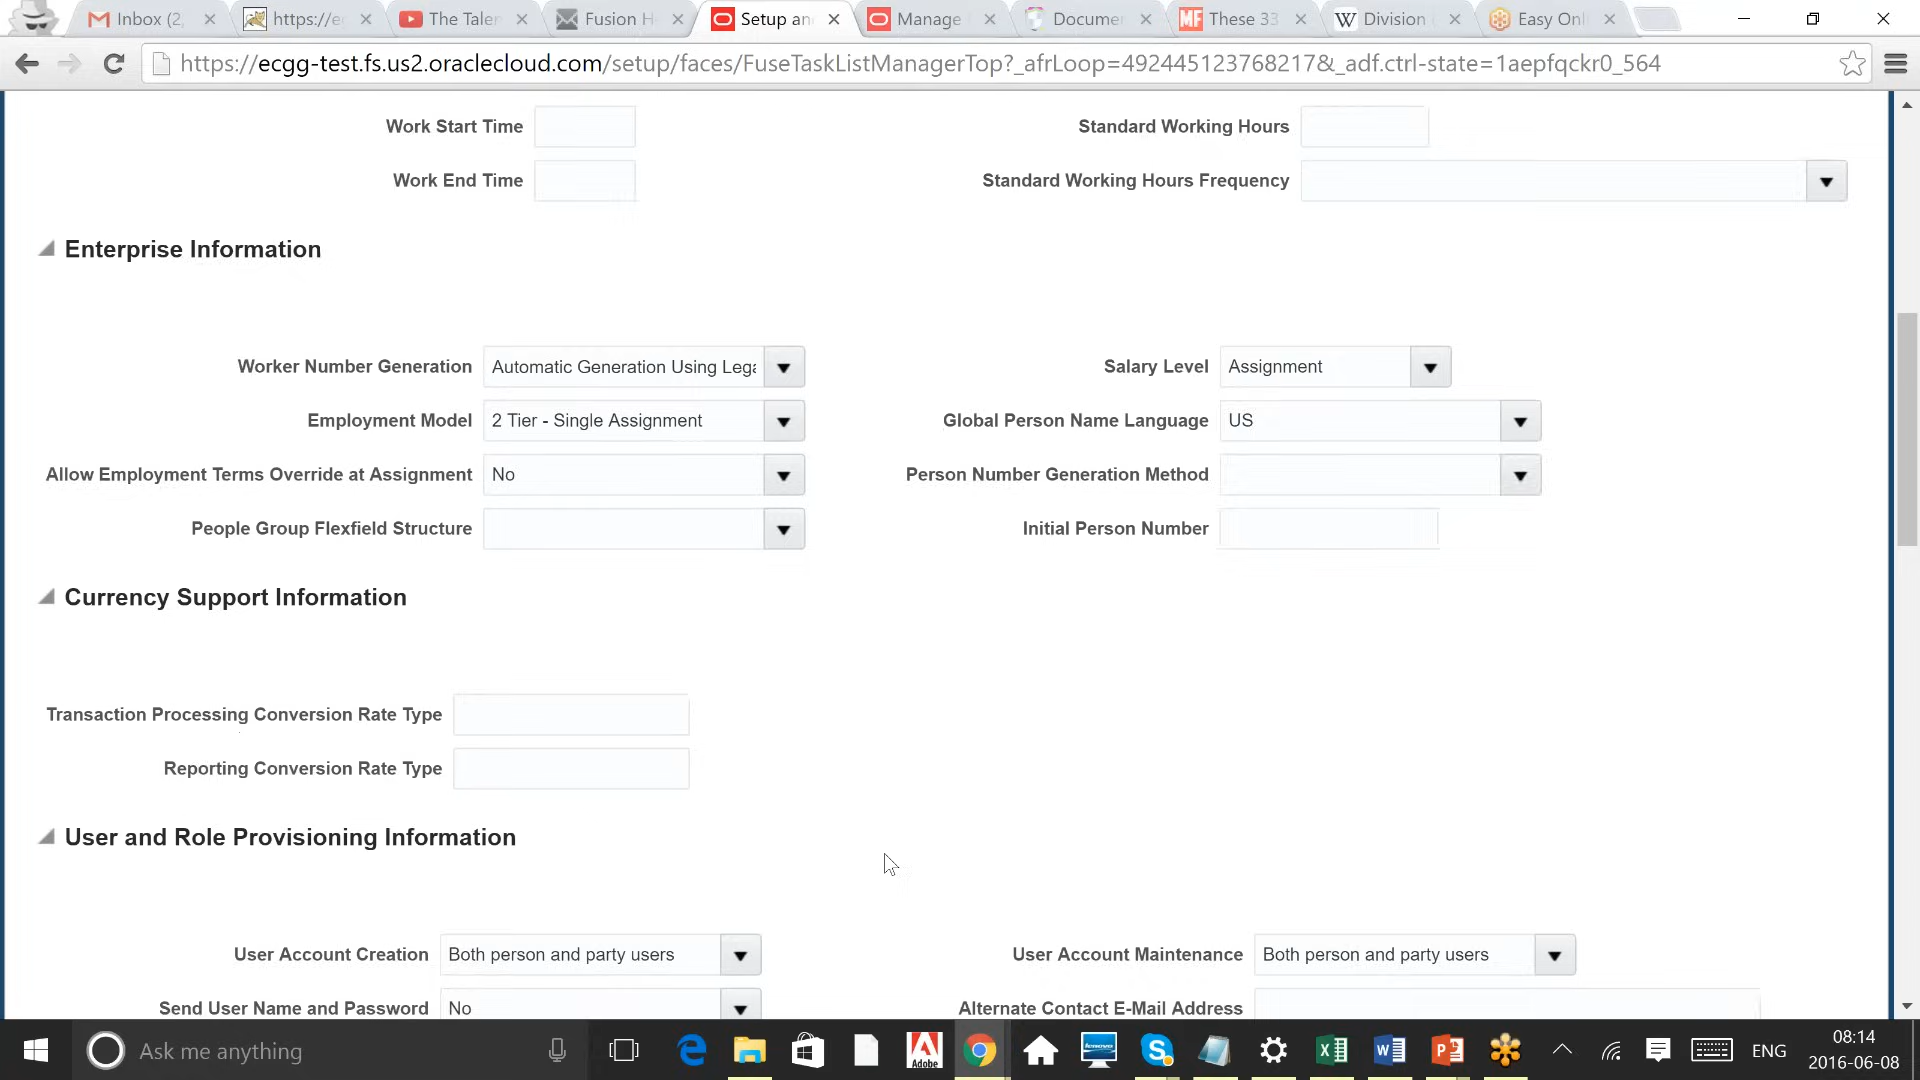 Inbox (2,
https://e
The Taler
Fusion H
Setup an
Manage
Documen
These 33
Division
Easy Onl
https://ecgg-test.fs.us2.oraclecloud.com/setup/faces/FuseTaskListManagerTop?_afrLoop=492445123768217&_adf.ctrl-state=1aepfqckr0_564
Work Start Time
Standard Working Hours
Work End Time
Standard Working Hours Frequency
Enterprise Information
Worker Number Generation Automatic Generation Using Lega
Salary Level Assignment
Employment Model 2 Tier - Single Assignment
Global Person Name Language US
Allow Employment Terms Override at Assignment No
Person Number Generation Method
People Group Flexfield Structure
Initial Person Number
Currency Support Information
Transaction Processing Conversion Rate Type
Reporting Conversion Rate Type
User and Role Provisioning Information
User Account Creation Both person and party users
User Account Maintenance Both person and party users
Send User Name and Password No
Alternate Contact E-Mail Address
Ask me anything
Adobe
lenovo
ENG
08:14
2016-06-08